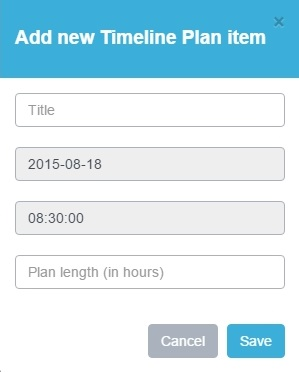 ×
Add new Timeline Plan item
Title
2015-08-18
08:30:00
Plan length (in hours)
Cancel Save